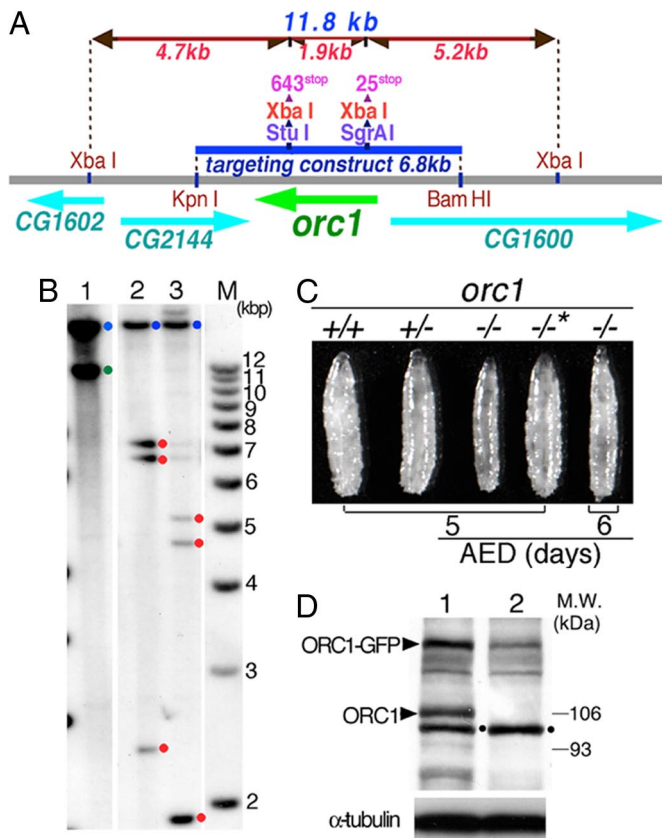 A
11.8 kb
4.7kb 1.9kb 5.2kb
643stop 25stop
Xba I Xba I
Stu I SgrAI
Xba I targeting construct 6.8kb Xba I
Kpn I Bam HI
CG1602 CG2144 orc1 CG1600
B
1 2 3 M (kbp)
12
11
10
9
8
7
6
5
4
3
2
C
orc1
+/+ +/- -/- -/-* -/-
5 6
AED (days)
D
1 2 M.W. (kDa)
ORC1-GFP
ORC1
106
93
α-tubulin